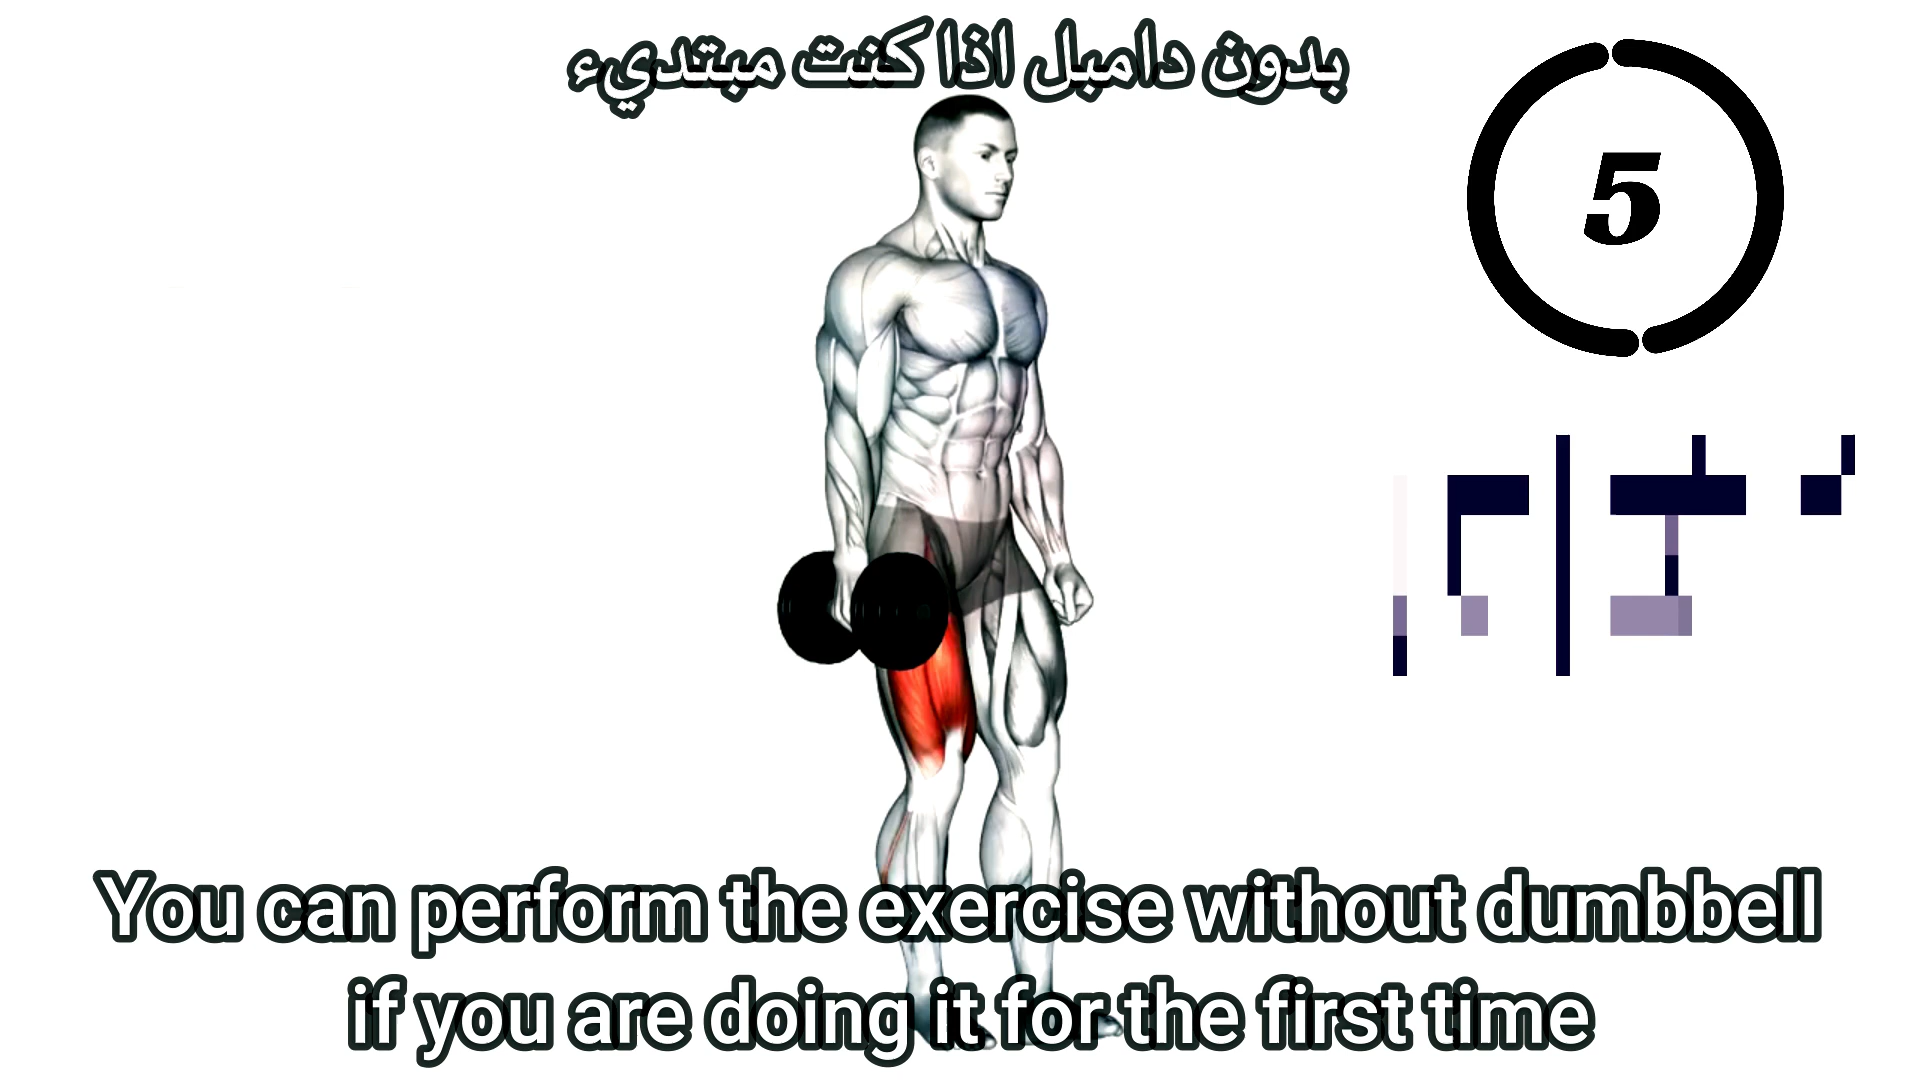 بدون دامبل اذا كنت مبتديء
5
You can perform the exercise without dumbbell
if you are doing it for the first time